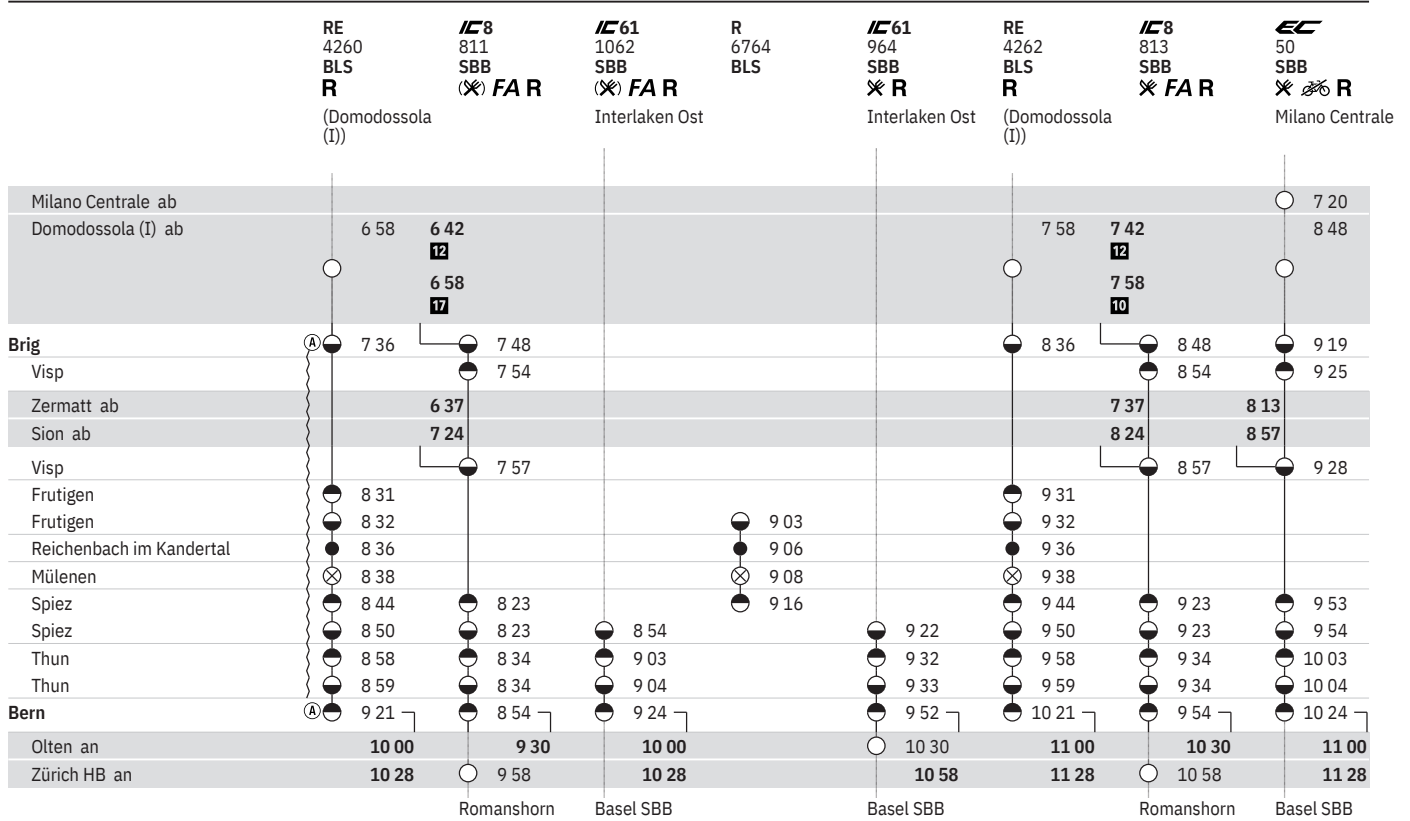 RE IC8 IC61 R IC61 RE IC8 EC
4260 811 1062 6764 964 4262 813 50
BLS SBB SBB BLS SBB BLS SBB SBB
R FA R FA R R R FA R R
(Domodossola (I)) Interlaken Ost Interlaken Ost (Domodossola (I)) Milano Centrale
Milano Centrale ab 7 20
Domodossola (I) ab 6 58 6 42 7 58 7 42 8 48
12 12
6 58 7 58
17 10
Brig A 7 36 7 48 8 36 8 48 9 19
Visp 7 54 8 54 9 25
Zermatt ab 6 37 7 37 8 13
Sion ab 7 24 8 24 8 57
Visp 7 57 8 57 9 28
Frutigen 8 31 9 31
Frutigen 8 32 9 03 9 32
Reichenbach im Kandertal 8 36 9 06 9 36
Mülenen 8 38 9 08 9 38
Spiez 8 44 8 23 9 16 9 44 9 23 9 53
Spiez 8 50 8 23 8 54 9 22 9 50 9 23 9 54
Thun 8 58 8 34 9 03 9 32 9 58 9 34 10 03
Thun 8 59 8 34 9 04 9 33 9 59 9 34 10 04
Bern A 9 21 8 54 9 24 9 52 10 21 9 54 10 24
Olten an 10 00 9 30 10 00 10 30 11 00 10 30 11 00
Zürich HB an 10 28 9 58 10 28 10 58 11 28 10 58 11 28
Romanshorn Basel SBB Basel SBB Romanshorn Basel SBB